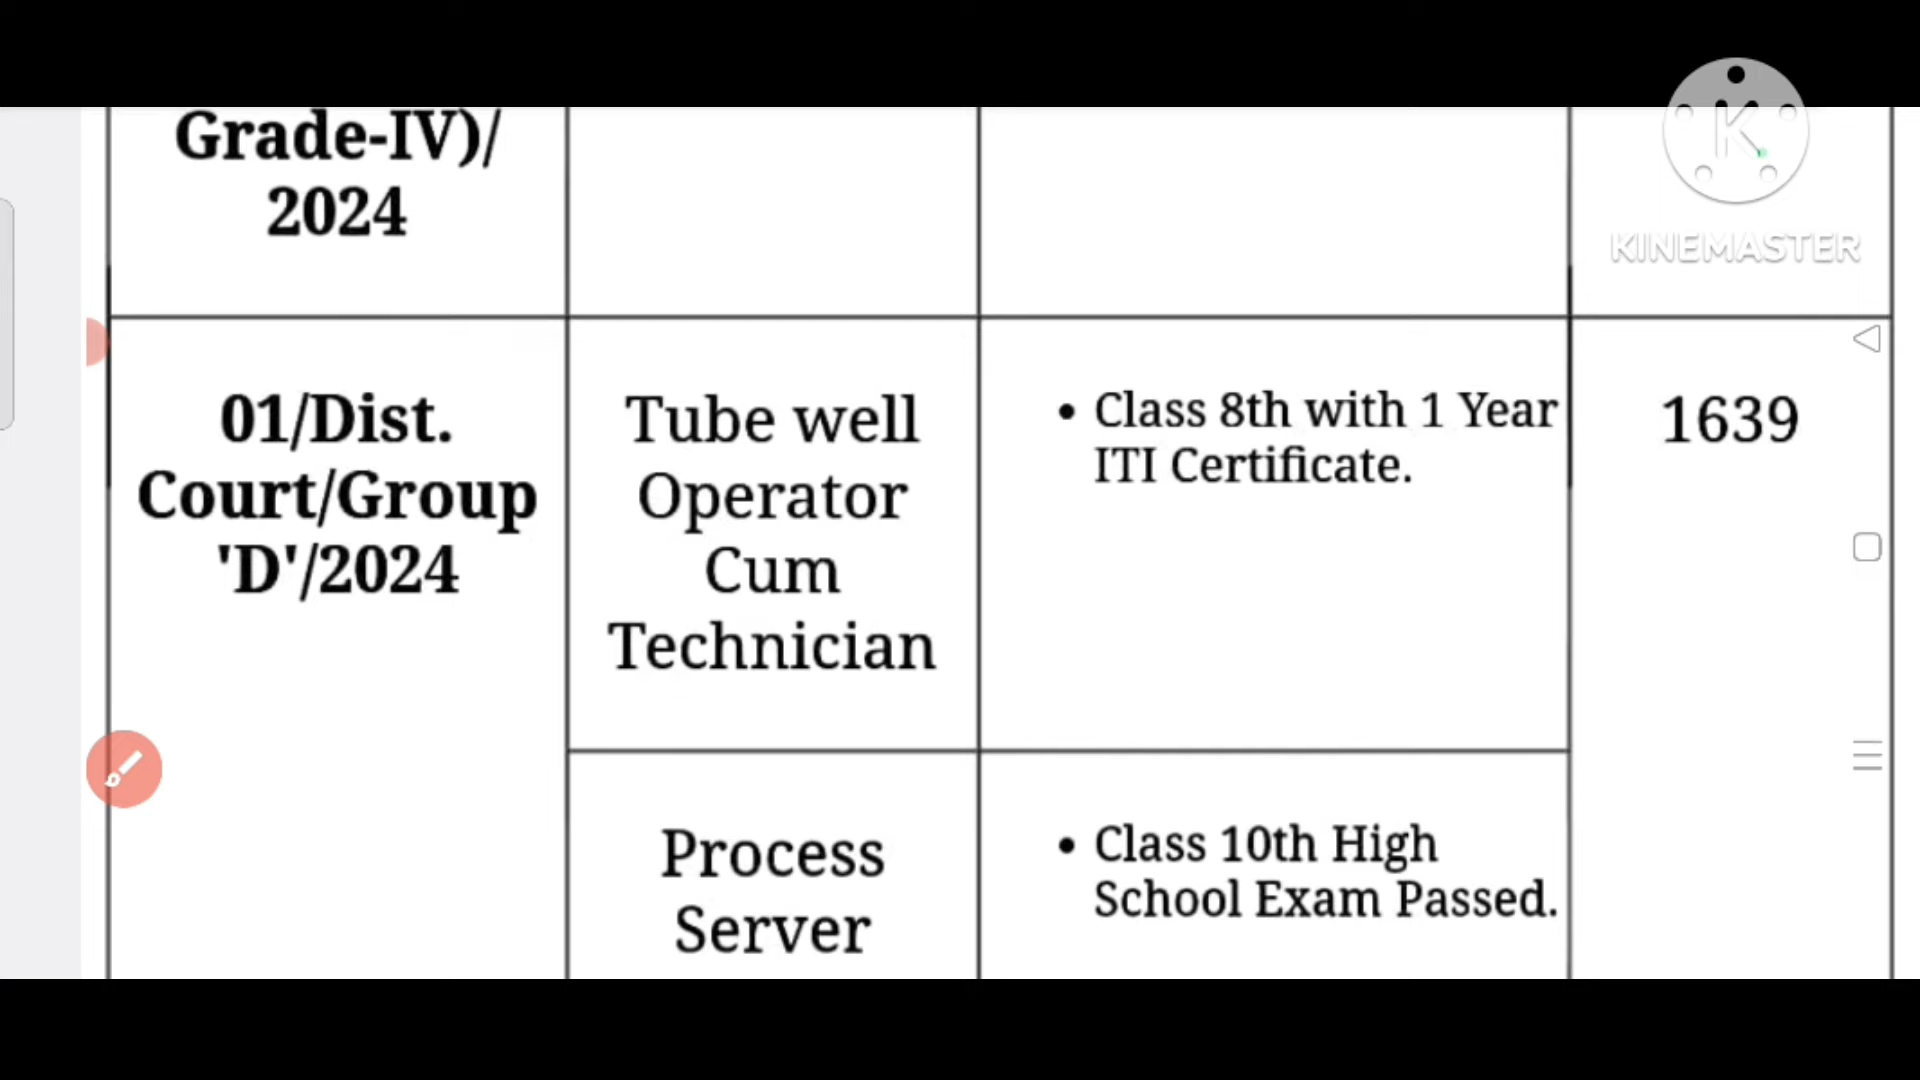 Grade-IV)/
2024
KINEMASTER
01/Dist.
Court/Group
'D'/2024
Tube well
Operator
Cum
Technician
• Class 8th with 1 Year
ITI Certificate.
1639
Process
Server
• Class 10th High
School Exam Passed.